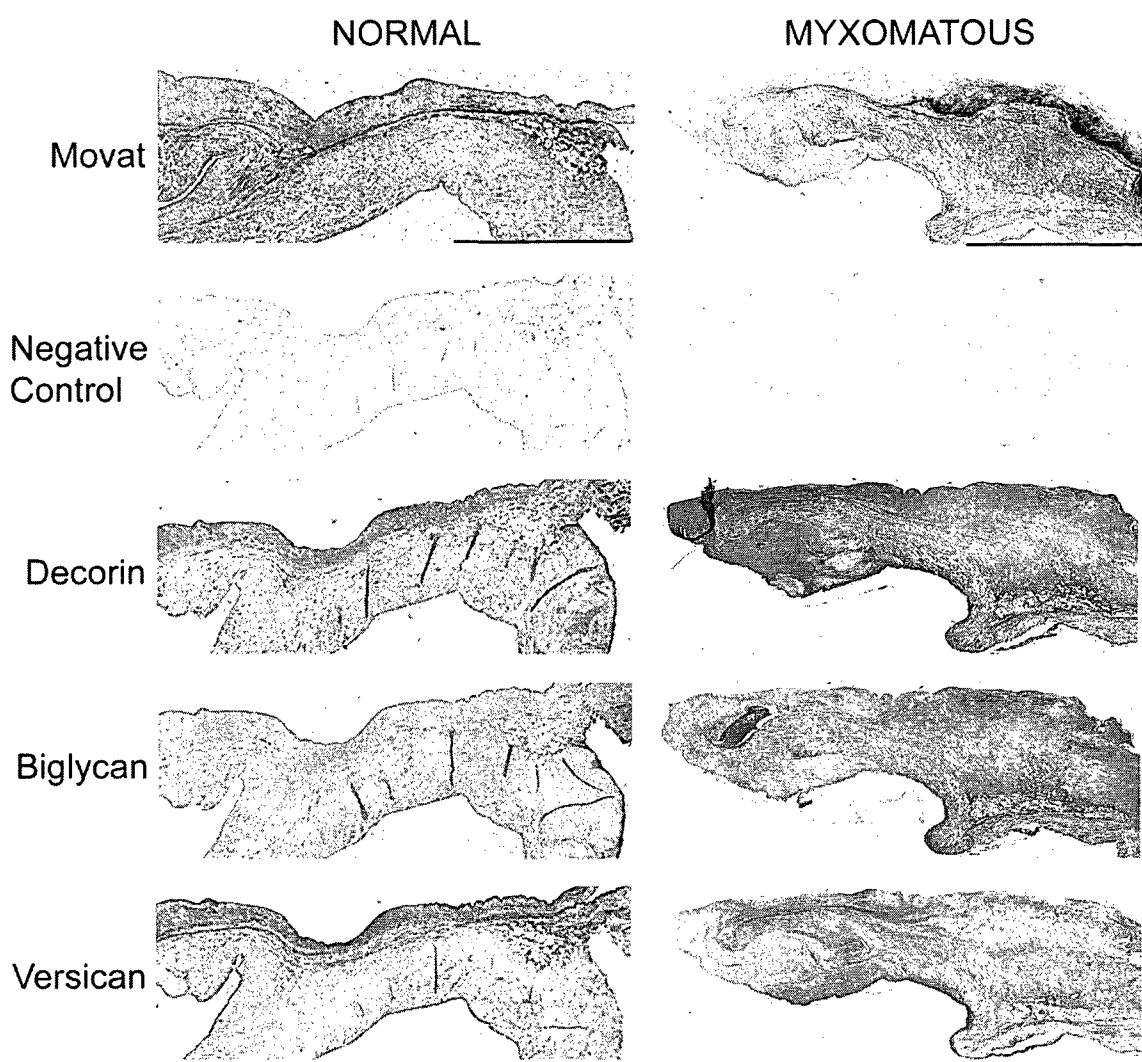 NORMAL MYXOMATOUS
Movat
Negative
Control
Decorin
Biglycan
Versican